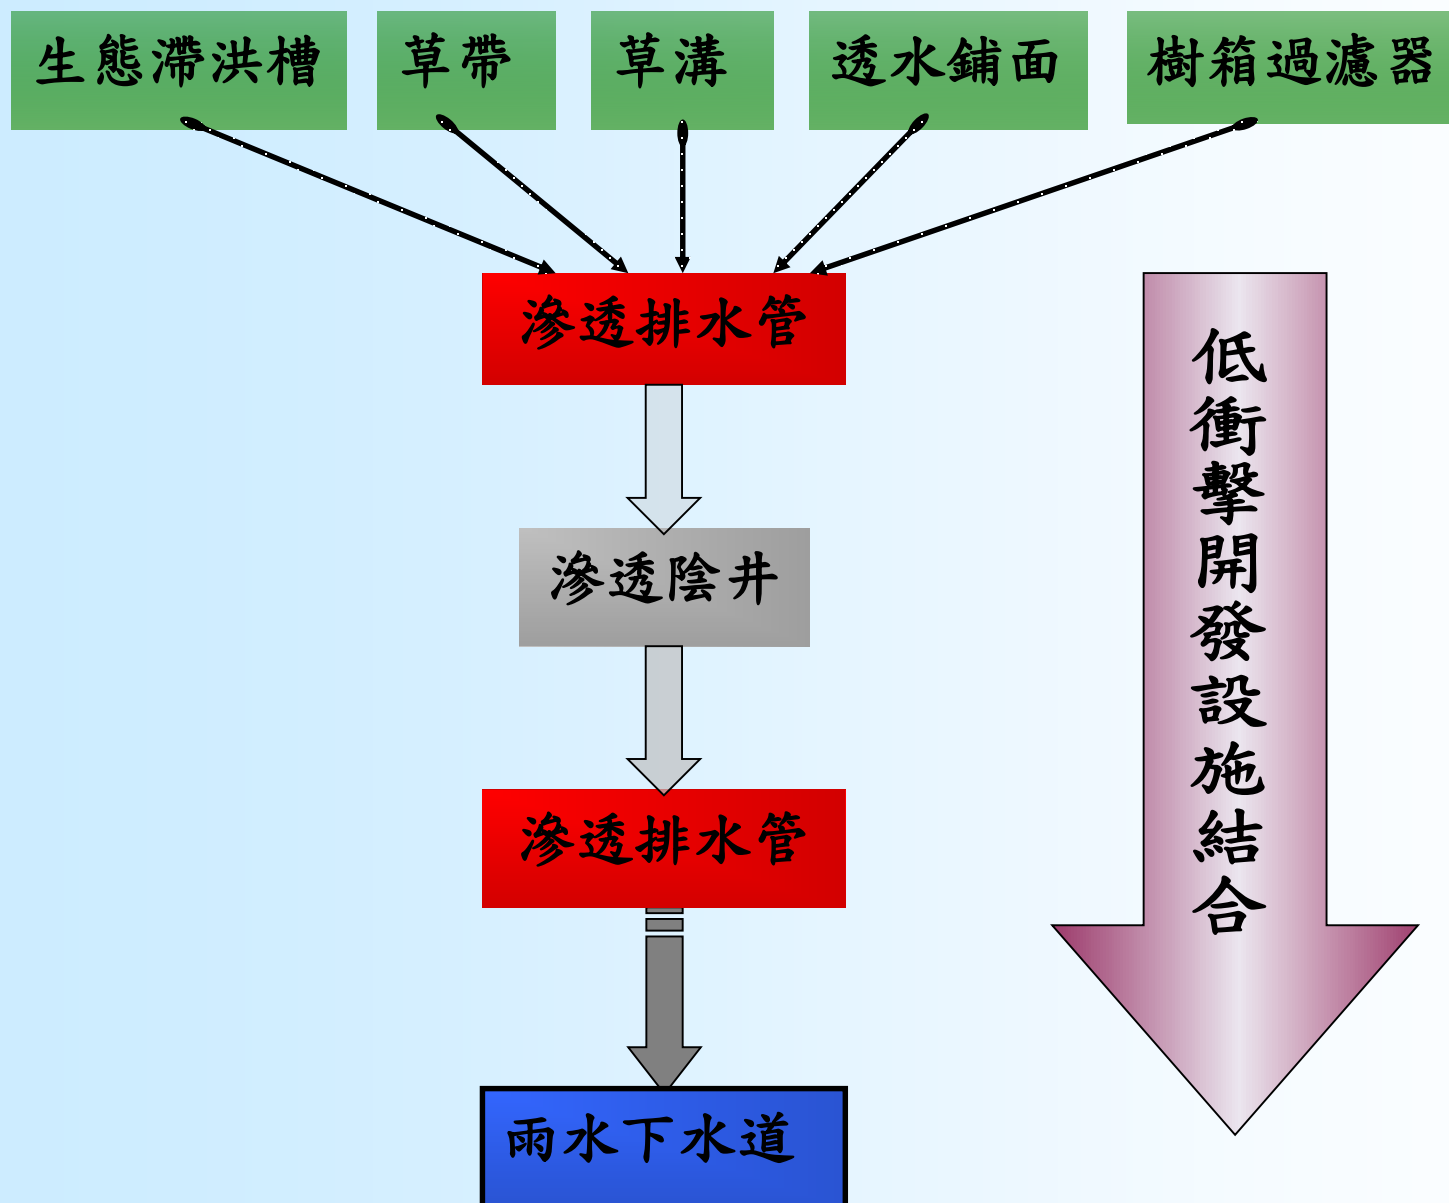 生態滯洪槽
草帶
草溝
透水鋪面
樹箱過濾器
滲透排水管
滲透陰井
滲透排水管
雨水下水道
低衝擊開發設施結合